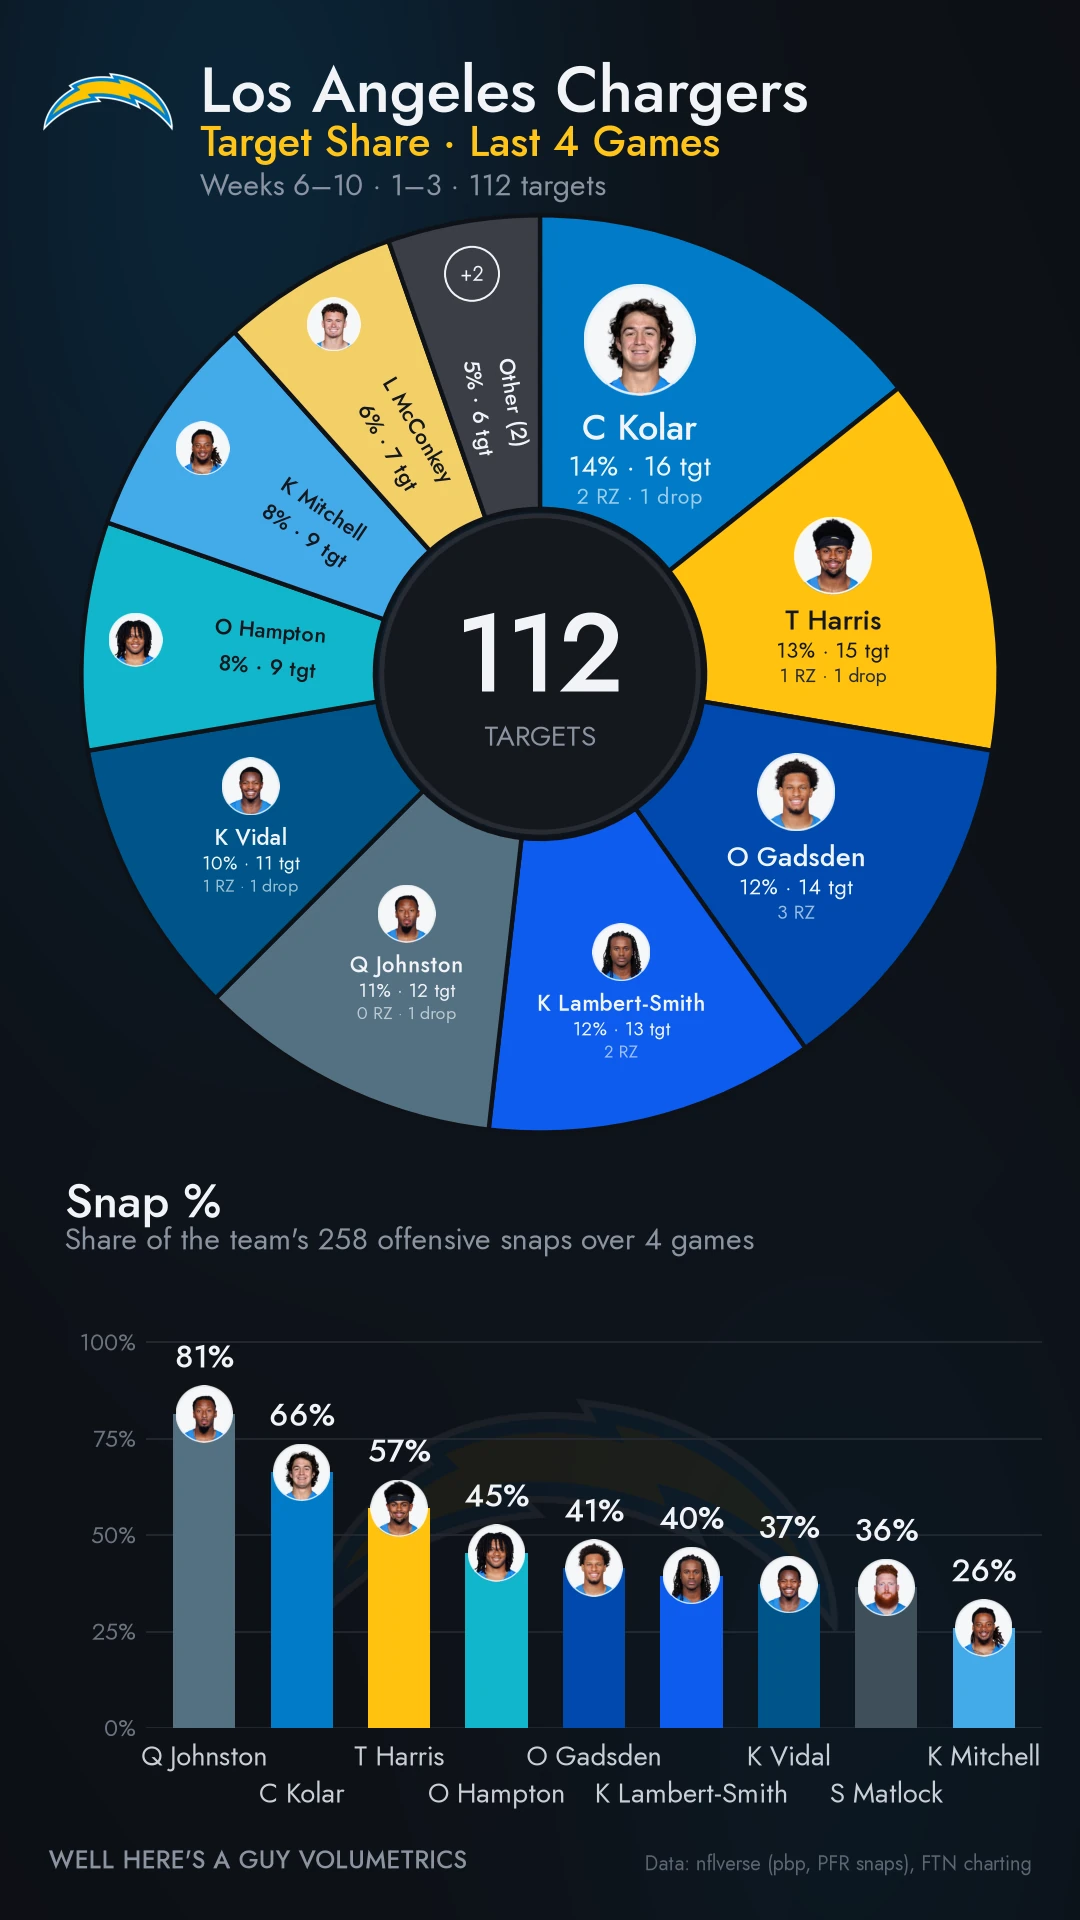 Los Angeles Chargers
Target Share · Last 4 Games
Weeks 6–10 · 1–3 · 112 targets
+2
Other (2)
5% · 6 tgt
C Kolar
14% · 16 tgt
2 RZ · 1 drop
L McConkey
6% · 7 tgt
K Mitchell
8% · 9 tgt
T Harris
13% · 15 tgt
1 RZ · 1 drop
O Hampton
8% · 9 tgt
112
TARGETS
K Vidal
10% · 11 tgt
1 RZ · 1 drop
O Gadsden
12% · 14 tgt
3 RZ
Q Johnston
11% · 12 tgt
0 RZ · 1 drop
K Lambert-Smith
12% · 13 tgt
2 RZ
Snap %
Share of the team's 258 offensive snaps over 4 games
100%
75%
50%
25%
0%
81%
66%
57%
45%
41%
40%
37%
36%
26%
Q Johnston
C Kolar
T Harris
O Hampton
O Gadsden
K Lambert-Smith
K Vidal
S Matlock
K Mitchell
WELL HERE'S A GUY VOLUMETRICS
Data: nflverse (pbp, PFR snaps), FTN charting